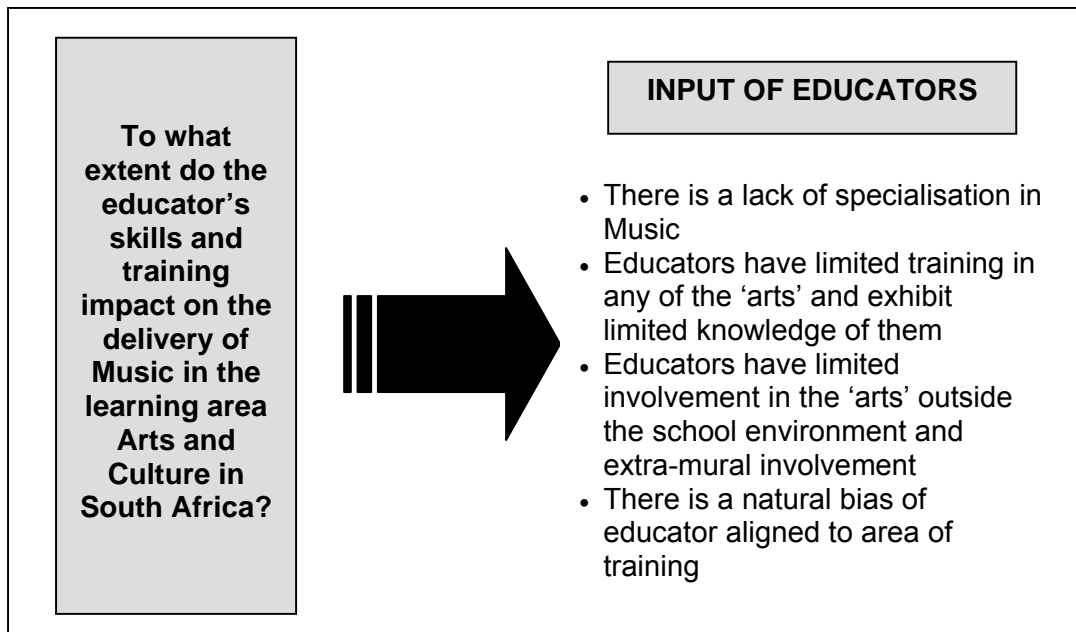 To what
extent do the
educator’s
skills and
training
impact on the
delivery of
Music in the
learning area
Arts and
Culture in
South Africa?
INPUT OF EDUCATORS
• There is a lack of specialisation in
Music
• Educators have limited training in
any of the ‘arts’ and exhibit
limited knowledge of them
• Educators have limited
involvement in the ‘arts’ outside
the school environment and
extra-mural involvement
• There is a natural bias of
educator aligned to area of
training